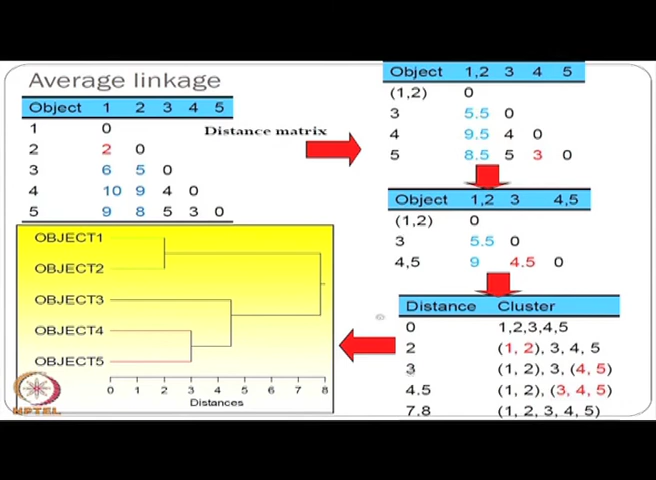 Average linkage
Object 1 2 3 4 5
1 0
2 2 0
3 6 5 0
4 10 9 4 0
5 9 8 5 3 0
Distance matrix
Object 1,2 3 4 5
(1,2) 0
3 5.5 0
4 9.5 4 0
5 8.5 5 3 0
Object 1,2 3 4,5
(1,2) 0
3 5.5 0
4,5 9 4.5 0
Distance Cluster
0 1,2,3,4,5
2 (1, 2), 3, 4, 5
3 (1, 2), 3, (4, 5)
4.5 (1, 2), (3, 4, 5)
7.8 (1, 2, 3, 4, 5)
OBJECT1
OBJECT2
OBJECT3
OBJECT4
OBJECT5
0 1 2 3 4 5 6 7 8
Distances
NPTEL